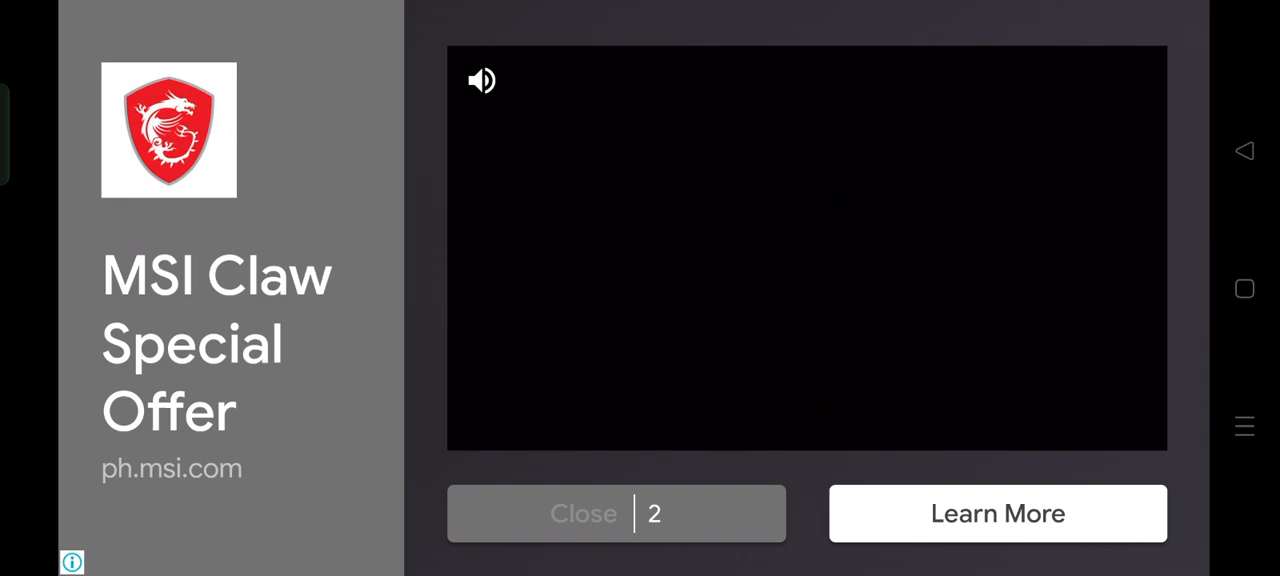 MSI Claw
Special
Offer
ph.msi.com
Close | 2
Learn More